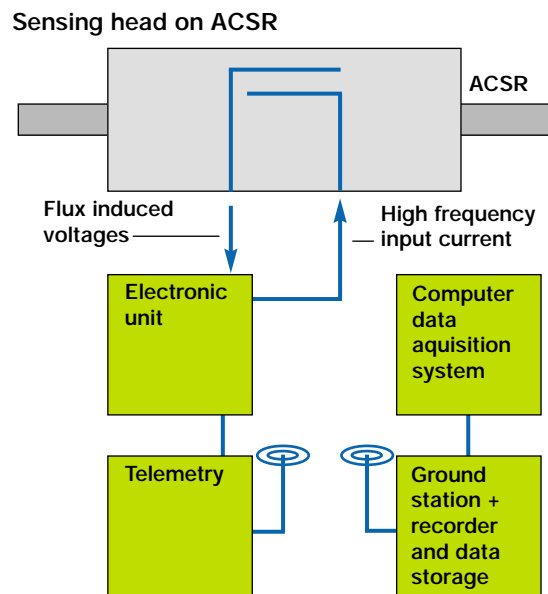 Sensing head on ACSR
ACSR
Flux induced
voltages
High frequency
input current
Electronic
unit
Computer
data
aquisition
system
Telemetry
Ground
station +
recorder
and data
storage